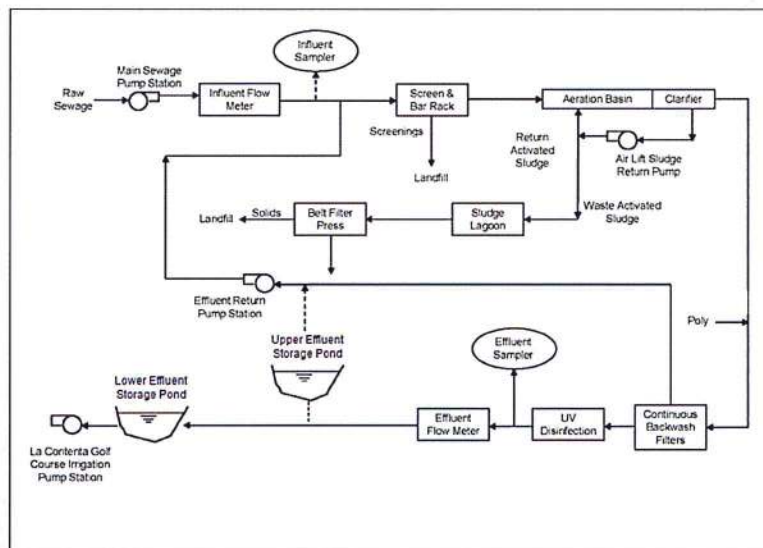 Influent
Sampler
Main Sewage
Pump Station
Raw
Sewage
Influent Flow
Meter
Screen &
Bar Rack
Aeration Basin
Clarifier
Screenings
Landfill
Return
Activated
Sludge
Air Lift Sludge
Return Pump
Waste Activated
Sludge
Landfill
Solids
Belt Filter
Press
Sludge
Lagoon
Effluent Return
Pump Station
Poly
Upper Effluent
Storage Pond
Effluent
Sampler
Lower Effluent
Storage Pond
Effluent
Flow Meter
UV
Disinfection
Continuous
Backwash
Filters
La Contenta Golf
Course Irrigation
Pump Station